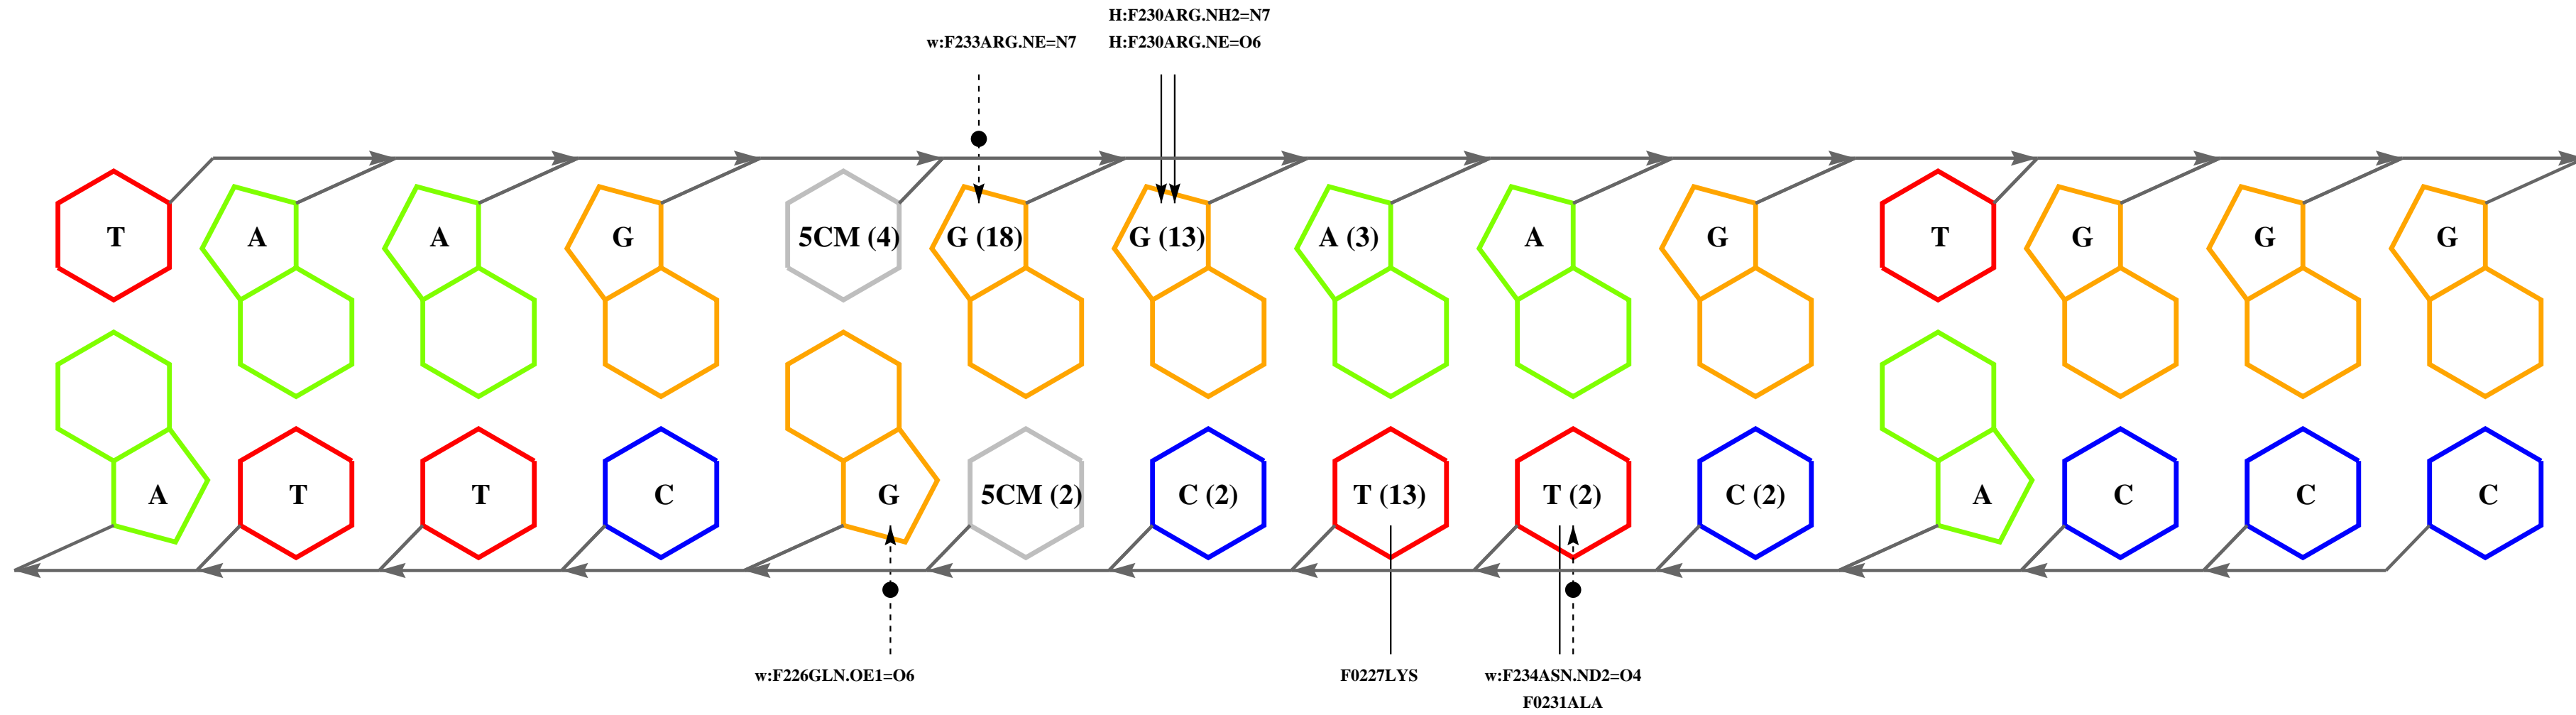 H:F230ARG.NH2=N7
w:F233ARG.NE=N7 H:F230ARG.NE=O6
T A A G 5CM (4) G (18) G (13) A (3) A G T G G G
A T T C G 5CM (2) C (2) T (13) T (2) C (2) A C C C
w:F226GLN.OE1=O6 F0227LYS w:F234ASN.ND2=O4
F0231ALA